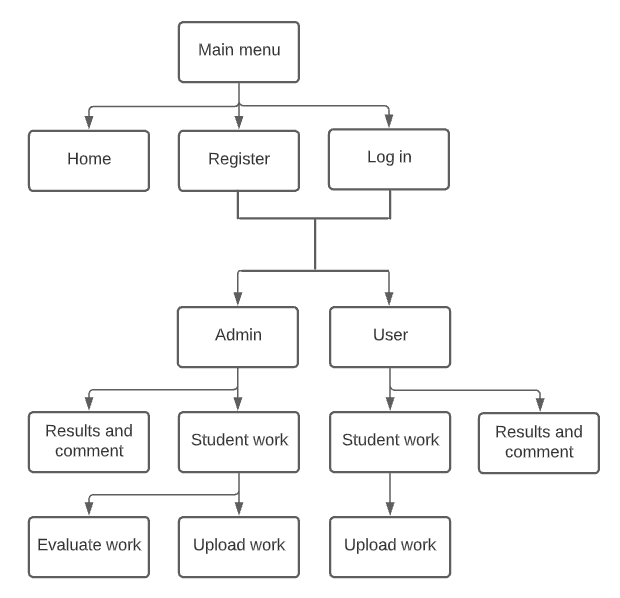 Main menu
Home
Register
Log in
Admin
User
Results and
comment
Student work
Student work
Results and
comment
Evaluate work
Upload work
Upload work